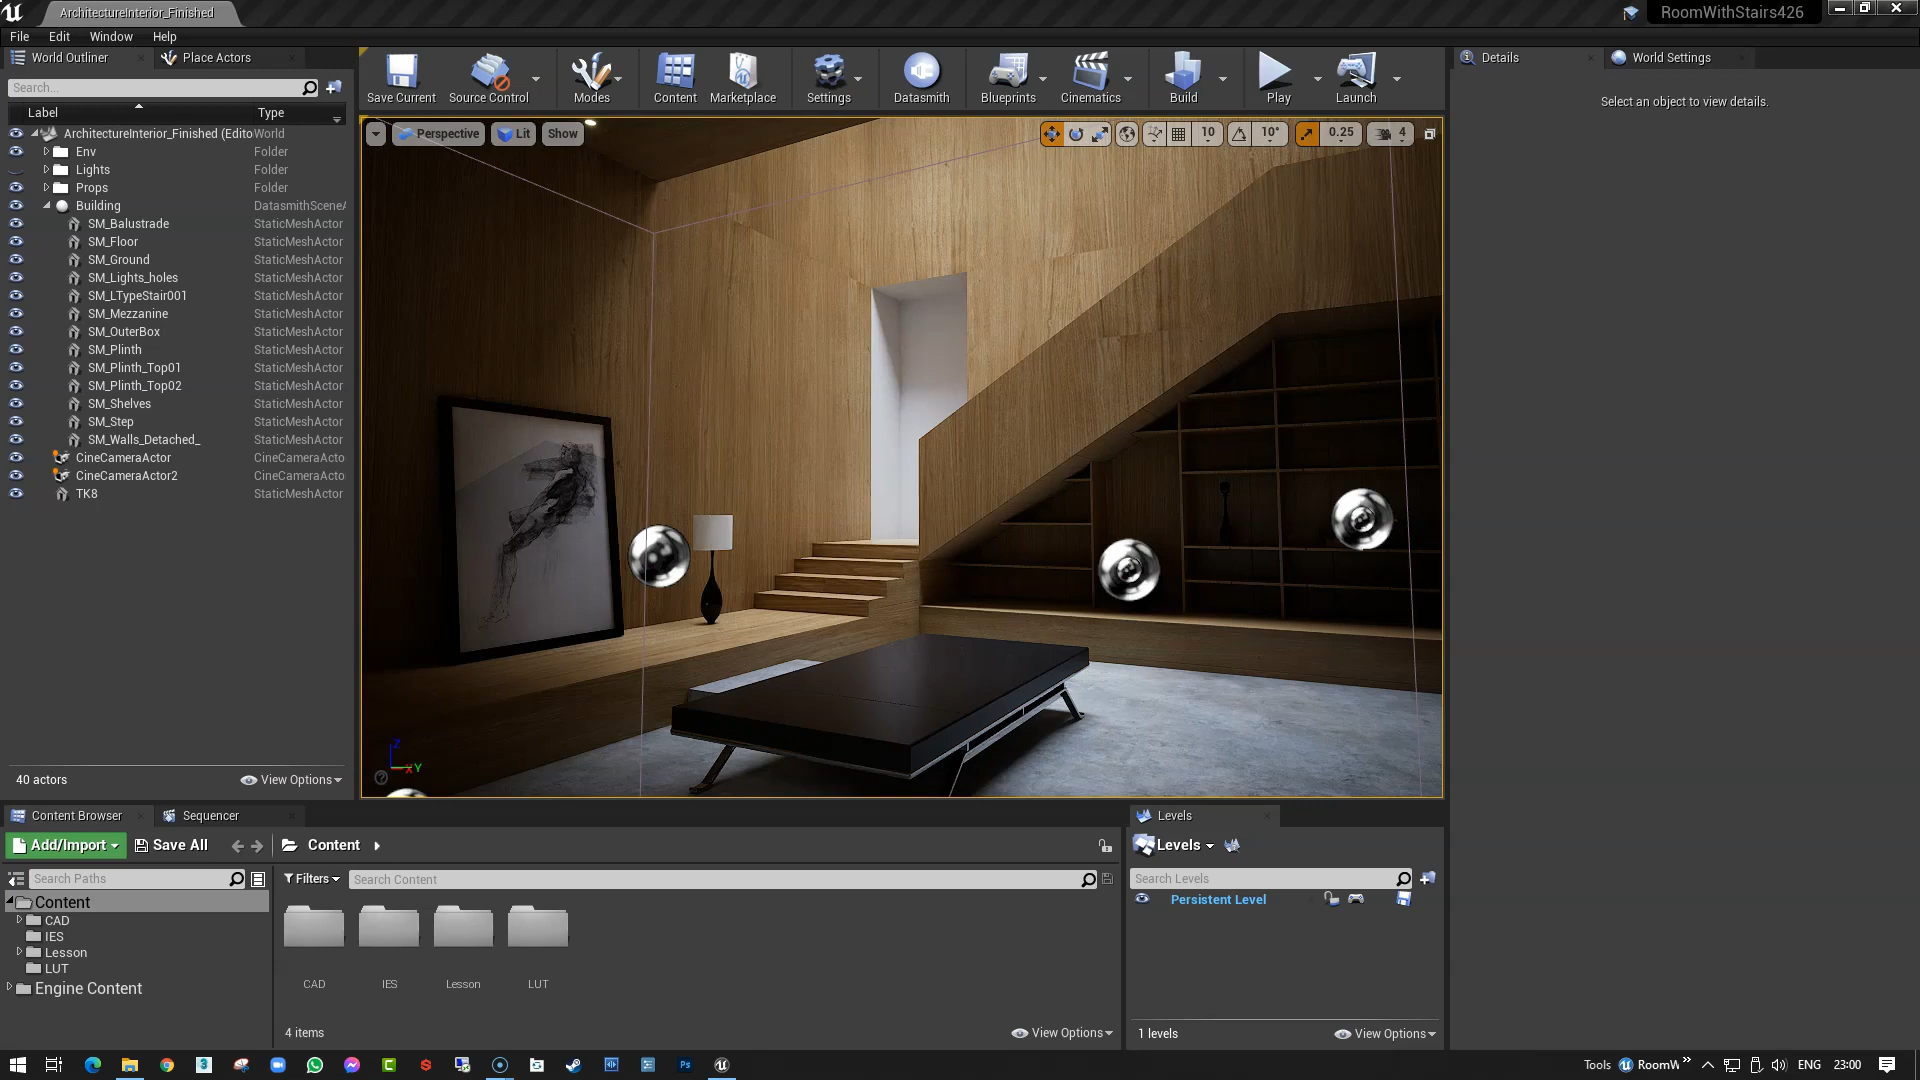 ArchitectureInterior_Finished
RoomWithStairs426
File Edit Window Help
World Outliner
Place Actors
Search...
Label Type
ArchitectureInterior_Finished (Edito World
Env Folder
Lights Folder
Props Folder
Building DatasmithSceneA
SM_Balustrade StaticMeshActor
SM_Floor StaticMeshActor
SM_Ground StaticMeshActor
SM_Lights_holes StaticMeshActor
SM_LTypeStair001 StaticMeshActor
SM_Mezzanine StaticMeshActor
SM_OuterBox StaticMeshActor
SM_Plinth StaticMeshActor
SM_Plinth_Top01 StaticMeshActor
SM_Plinth_Top02 StaticMeshActor
SM_Shelves StaticMeshActor
SM_Step StaticMeshActor
SM_Walls_Detached_ StaticMeshActor
CineCameraActor CineCameraActo
CineCameraActor2 CineCameraActo
TK8 StaticMeshActor
40 actors View Options
Save Current Source Control Modes Content Marketplace Settings Datasmith Blueprints Cinematics Build Play Launch
Perspective Lit Show
10 10° 0.25 4
Z
X Y
Details
World Settings
Select an object to view details.
Content Browser
Sequencer
Add/Import Save All Content
Search Paths
Filters Search Content
Content
CAD
IES
Lesson
LUT
Engine Content
CAD IES Lesson LUT
4 items View Options
Levels
Levels
Search Levels
Persistent Level
1 levels View Options
Tools RoomW ENG 23:00